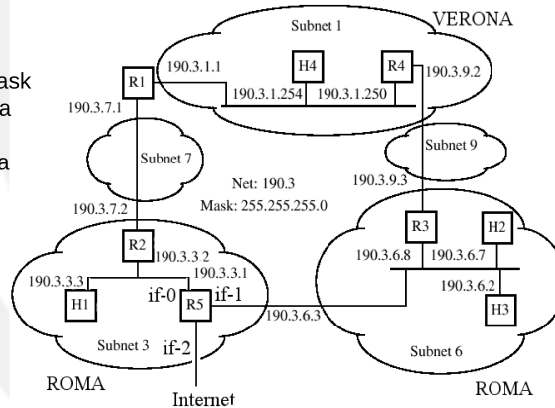 VERONA
Subnet 1
190.3.1.1
H4
R4
190.3.9.2
R1
ask
190.3.1.254
190.3.1.250
a
190.3.7.1
Subnet 9
a
Subnet 7
Net: 190.3
190.3.9.3
Mask: 255.255.255.0
190.3.7.2
R3
H2
R2
190.3.3 2
190.3.6.8
190.3.6.7
190.3.3.3
190.3.3.1
190.3.6.2
H1
if-0
R5
if-1
H3
190.3.6.3
Subnet 3
if-2
Subnet 6
ROMA
Internet
ROMA